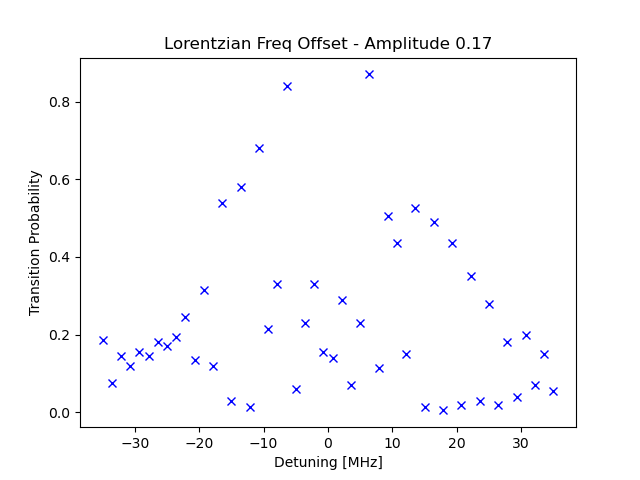 Lorentzian Freq Offset - Amplitude 0.17
Transition Probability
0.8
0.6
0.4
0.2
0.0
−30 −20 −10 0 10 20 30
Detuning [MHz]